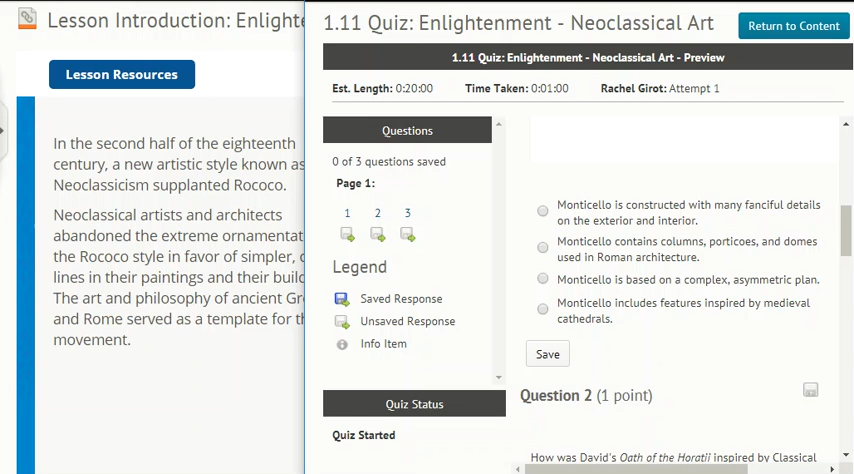 Lesson Introduction: Enlighte
Lesson Resources
In the second half of the eighteenth
century, a new artistic style known as
Neoclassicism supplanted Rococo.
Neoclassical artists and architects
abandoned the extreme ornamentat
the Rococo style in favor of simpler, c
lines in their paintings and their build
The art and philosophy of ancient Gre
and Rome served as a template for th
movement.
1.11 Quiz: Enlightenment - Neoclassical Art
Return to Content
1.11 Quiz: Enlightenment - Neoclassical Art - Preview
Est. Length: 0:20:00 Time Taken: 0:01:00 Rachel Girot: Attempt 1
Questions
0 of 3 questions saved
Page 1:
1 2 3
Legend
Saved Response
Unsaved Response
Info Item
Quiz Status
Quiz Started
Monticello is constructed with many fanciful details
on the exterior and interior.
Monticello contains columns, porticoes, and domes
used in Roman architecture.
Monticello is based on a complex, asymmetric plan.
Monticello includes features inspired by medieval
cathedrals.
Save
Question 2 (1 point)
How was David's Oath of the Horatii inspired by Classical